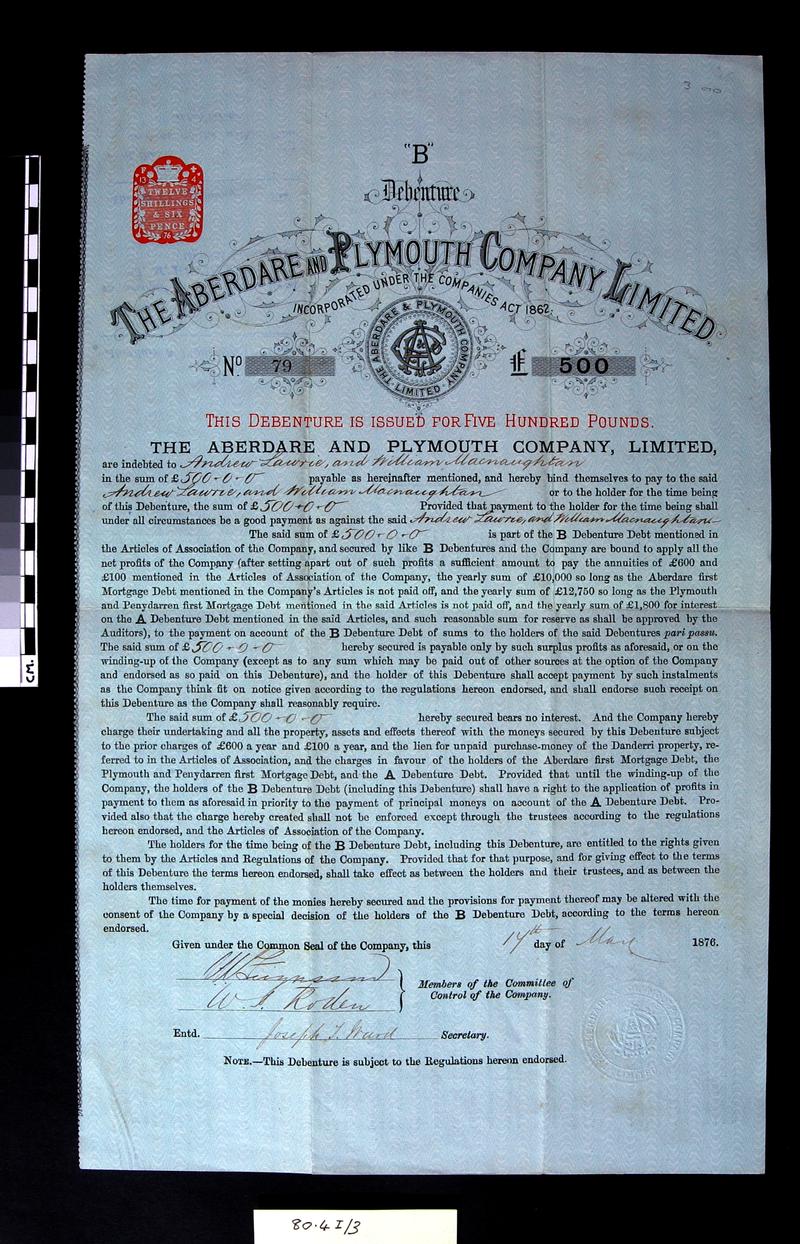 3
"B"
Debenture
TWELVE
SHILLINGS
& SIX
PENCE
76
THE ABERDARE AND PLYMOUTH COMPANY LIMITED.
INCORPORATED UNDER THE COMPANIES ACT 1862.
THE ABERDARE & PLYMOUTH COMPANY LIMITED
No 79
£ 500
THIS DEBENTURE IS ISSUED FOR FIVE HUNDRED POUNDS.
THE ABERDARE AND PLYMOUTH COMPANY, LIMITED,
are indebted to Andrew Lawrie, and William Macnaughtan
in the sum of £500-0-0 payable as hereinafter mentioned, and hereby bind themselves to pay to the said
Andrew Lawrie, and William Macnaughtan or to the holder for the time being
of this Debenture, the sum of £500-0-0 Provided that payment to the holder for the time being shall
under all circumstances be a good payment as against the said Andrew Lawrie, and William Macnaughtan
The said sum of £500-0-0 is part of the B Debenture Debt mentioned in
the Articles of Association of the Company, and secured by like B Debentures and the Company are bound to apply all the
net profits of the Company (after setting apart out of such profits a sufficient amount to pay the annuities of £600 and
£100 mentioned in the Articles of Association of the Company, the yearly sum of £10,000 so long as the Aberdare first
Mortgage Debt mentioned in the Company's Articles is not paid off, and the yearly sum of £12,750 so long as the Plymouth
and Penydarren first Mortgage Debt mentioned in the said Articles is not paid off, and the yearly sum of £1,800 for interest
on the A Debenture Debt mentioned in the said Articles, and such reasonable sum for reserve as shall be approved by the
Auditors), to the payment on account of the B Debenture Debt of sums to the holders of the said Debentures pari passu.
The said sum of £500-0-0 hereby secured is payable only by such surplus profits as aforesaid, or on the
winding-up of the Company (except as to any sum which may be paid out of other sources at the option of the Company
and endorsed as so paid on this Debenture), and the holder of this Debenture shall accept payment by such instalments
as the Company think fit on notice given according to the regulations hereon endorsed, and shall endorse such receipt on
this Debenture as the Company shall reasonably require.
The said sum of £500-0-0 hereby secured bears no interest. And the Company hereby
charge their undertaking and all the property, assets and effects thereof with the moneys secured by this Debenture subject
to the prior charges of £600 a year and £100 a year, and the lien for unpaid purchase-money of the Danderri property, re-
ferred to in the Articles of Association, and the charges in favour of the holders of the Aberdare first Mortgage Debt, the
Plymouth and Penydarren first Mortgage Debt, and the A Debenture Debt. Provided that until the winding-up of the
Company, the holders of the B Debenture Debt (including this Debenture) shall have a right to the application of profits in
payment to them as aforesaid in priority to the payment of principal moneys on account of the A Debenture Debt. Pro-
vided also that the charge hereby created shall not be enforced except through the trustees according to the regulations
hereon endorsed, and the Articles of Association of the Company.
The holders for the time being of the B Debenture Debt, including this Debenture, are entitled to the rights given
to them by the Articles and Regulations of the Company. Provided that for that purpose, and for giving effect to the terms
of this Debenture the terms hereon endorsed, shall take effect as between the holders and their trustees, and as between the
holders themselves.
The time for payment of the monies hereby secured and the provisions for payment thereof may be altered with the
consent of the Company by a special decision of the holders of the B Debenture Debt, according to the terms hereon
endorsed.
Given under the Common Seal of the Company, this day of 1876.
W. S. Roden
Members of the Committee of
Control of the Company.
Entd. Joseph T. Ward Secretary.
NOTE.—This Debenture is subject to the Regulations hereon endorsed.
CM.
80.4I/3